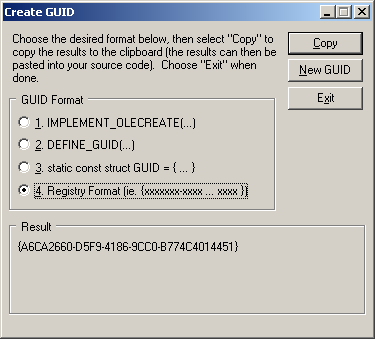 Create GUID
Choose the desired format below, then select "Copy" to
copy the results to the clipboard (the results can then be
pasted into your source code). Choose "Exit" when
done.
Copy
New GUID
Exit
GUID Format
1. IMPLEMENT_OLECREATE(...)
2. DEFINE_GUID(...)
3. static const struct GUID = { ... }
4. Registry Format (ie. {xxxxxxx-xxxx ... xxxx })
Result
{A6CA2660-D5F9-4186-9CC0-B774C4014451}